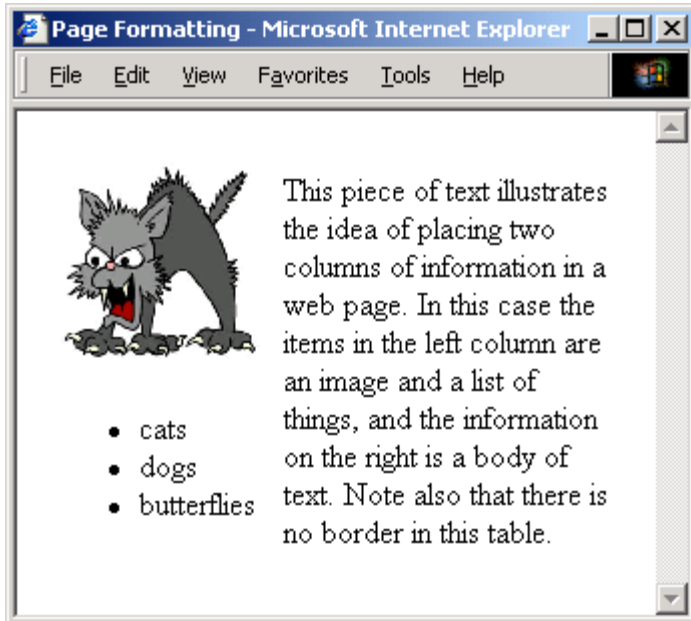 Page Formatting - Microsoft Internet Explorer
File Edit View Favorites Tools Help
This piece of text illustrates
the idea of placing two
columns of information in a
web page. In this case the
items in the left column are
an image and a list of
things, and the information
on the right is a body of
text. Note also that there is
no border in this table.
• cats
• dogs
• butterflies